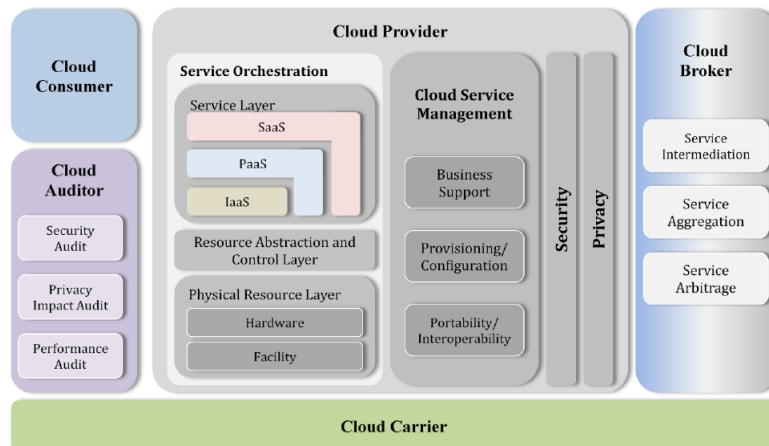 Cloud
Consumer
Cloud
Auditor
Security
Audit
Privacy
Impact Audit
Performance
Audit
Cloud Provider
Service Orchestration
Service Layer
SaaS
PaaS
IaaS
Resource Abstraction and
Control Layer
Physical Resource Layer
Hardware
Facility
Cloud Service
Management
Business
Support
Provisioning/
Configuration
Portability/
Interoperability
Security
Privacy
Cloud
Broker
Service
Intermediation
Service
Aggregation
Service
Arbitrage
Cloud Carrier